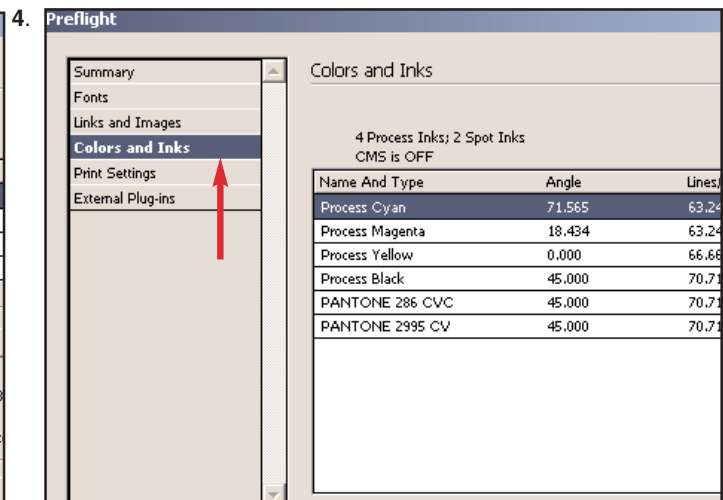 4.
Preflight
Summary
Fonts
Links and Images
Colors and Inks
Print Settings
External Plug-ins
Colors and Inks
4 Process Inks; 2 Spot Inks
CMS is OFF
Name And Type Angle Lines/
Process Cyan 71.565 63.24
Process Magenta 18.434 63.24
Process Yellow 0.000 66.66
Process Black 45.000 70.71
PANTONE 286 CVC 45.000 70.71
PANTONE 2995 CV 45.000 70.71